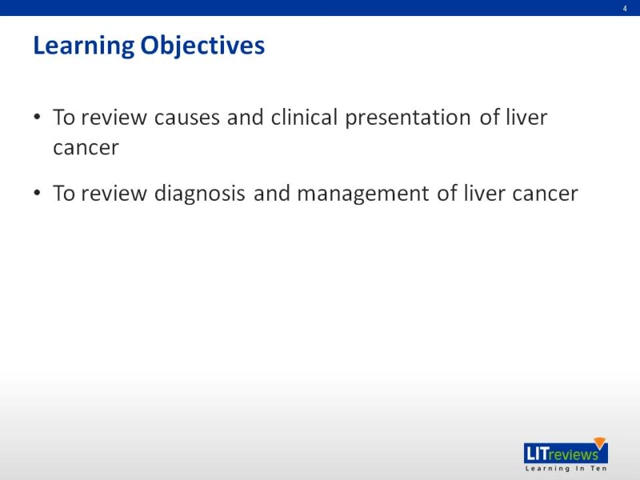 4
Learning Objectives
• To review causes and clinical presentation of liver
cancer
• To review diagnosis and management of liver cancer
LITreviews
Learning In Ten